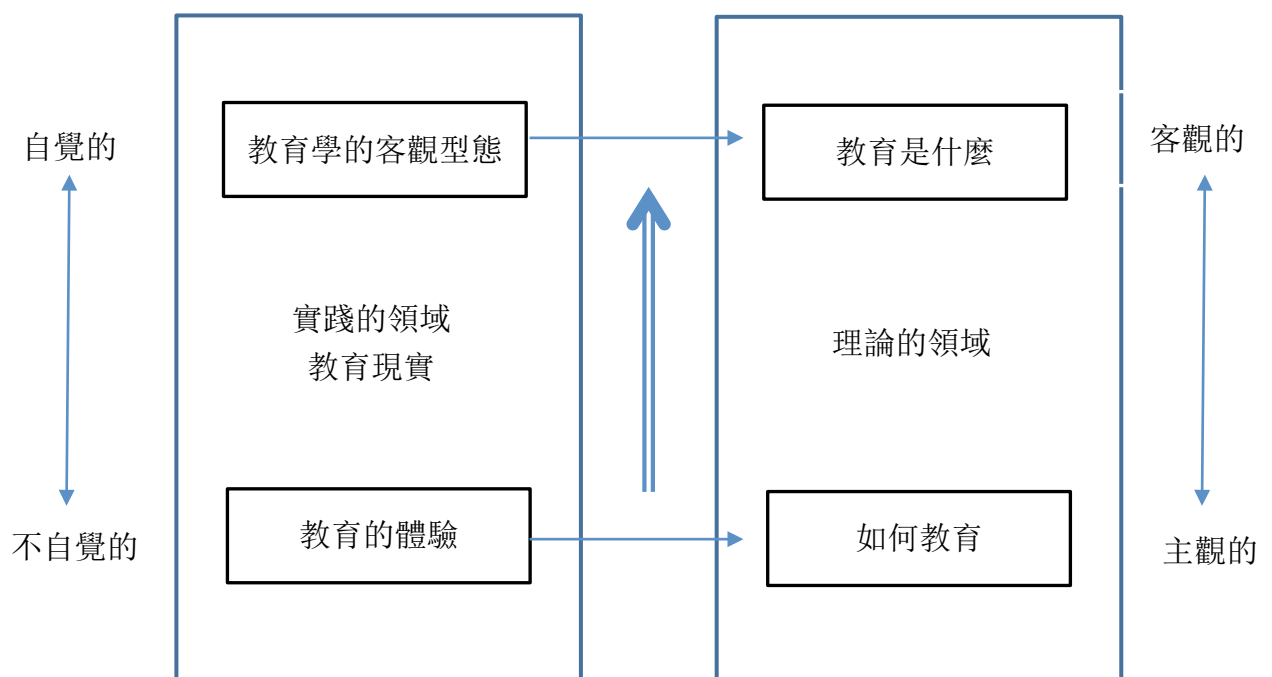 自覺的
教育學的客觀型態
教育是什麼
客觀的
實踐的領域
教育現實
理論的領域
不自覺的
教育的體驗
如何教育
主觀的